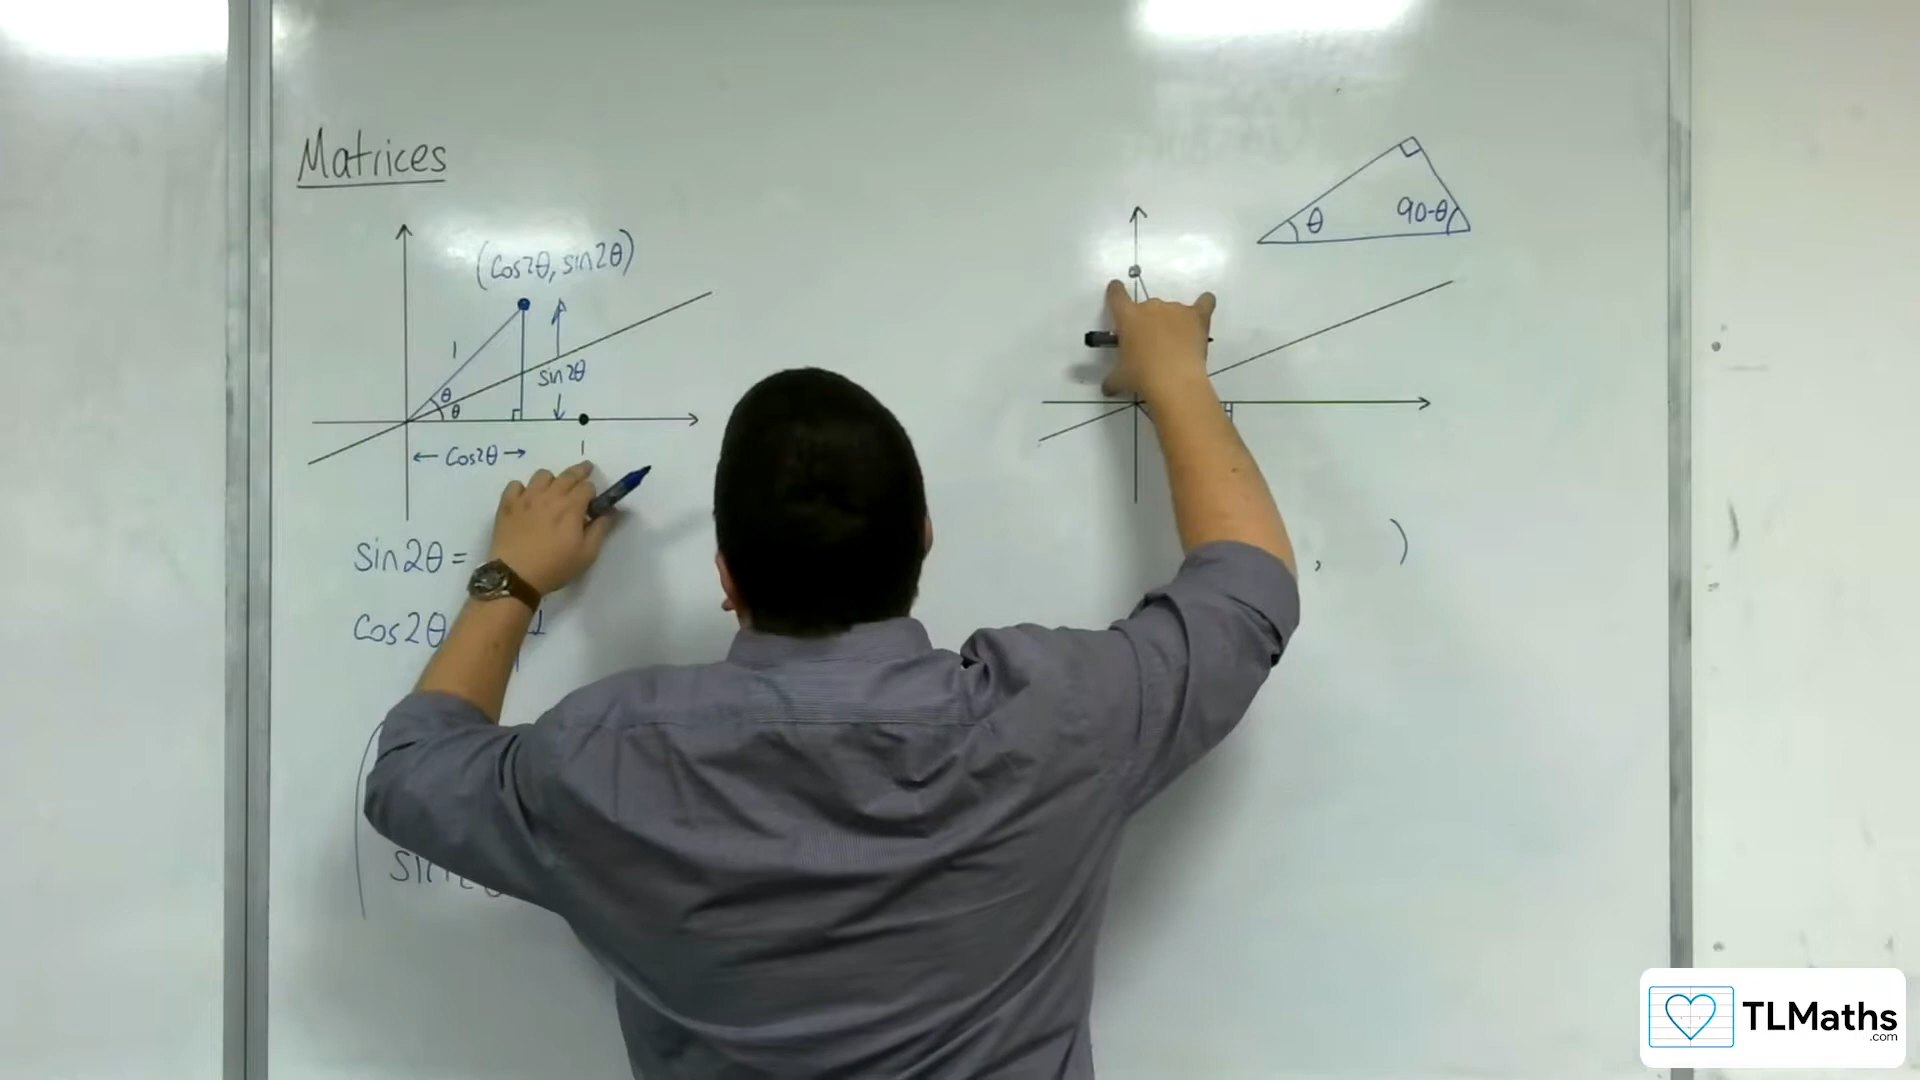 Matrices
(cos2θ, sin2θ)
1
θ
θ
sin2θ
← cos2θ →
1
sin2θ =
cos2θ
θ
90-θ
, )
TLMaths
.com